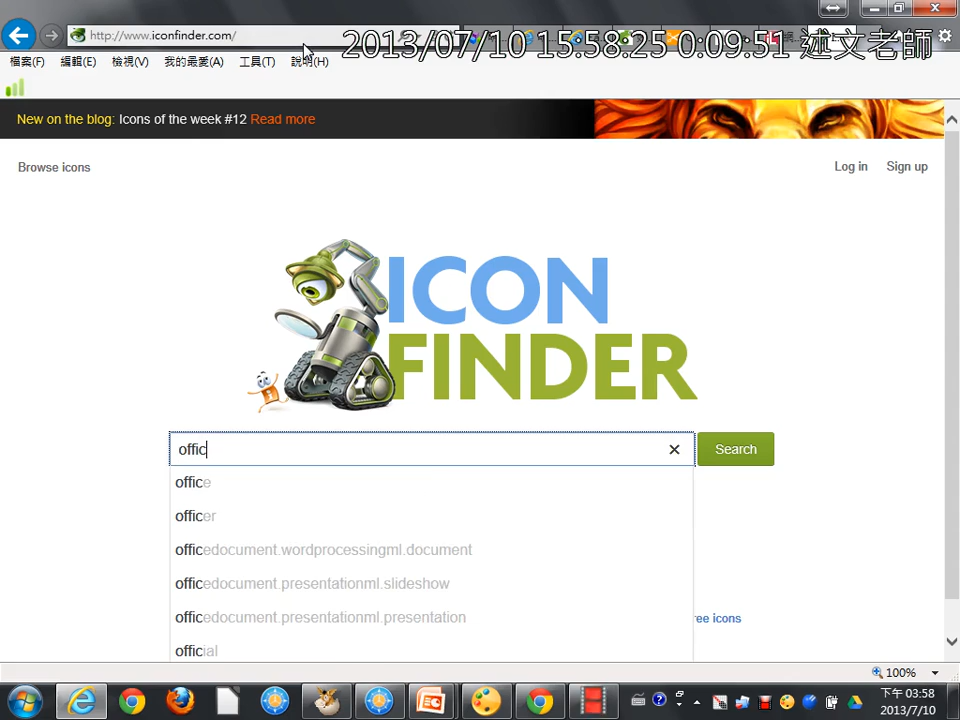 http://www.iconfinder.com/
2013/07/10 15:58:25 0:09:51 述文老師
檔案(F) 編輯(E) 檢視(V) 我的最愛(A) 工具(T) 說明(H)
New on the blog: Icons of the week #12 Read more
Browse icons
Log in Sign up
ICON
FINDER
offic
Search
office
officer
officedocument.wordprocessingml.document
officedocument.presentationml.slideshow
officedocument.presentationml.presentation
ree icons
official
100%
下午 03:58
2013/7/10